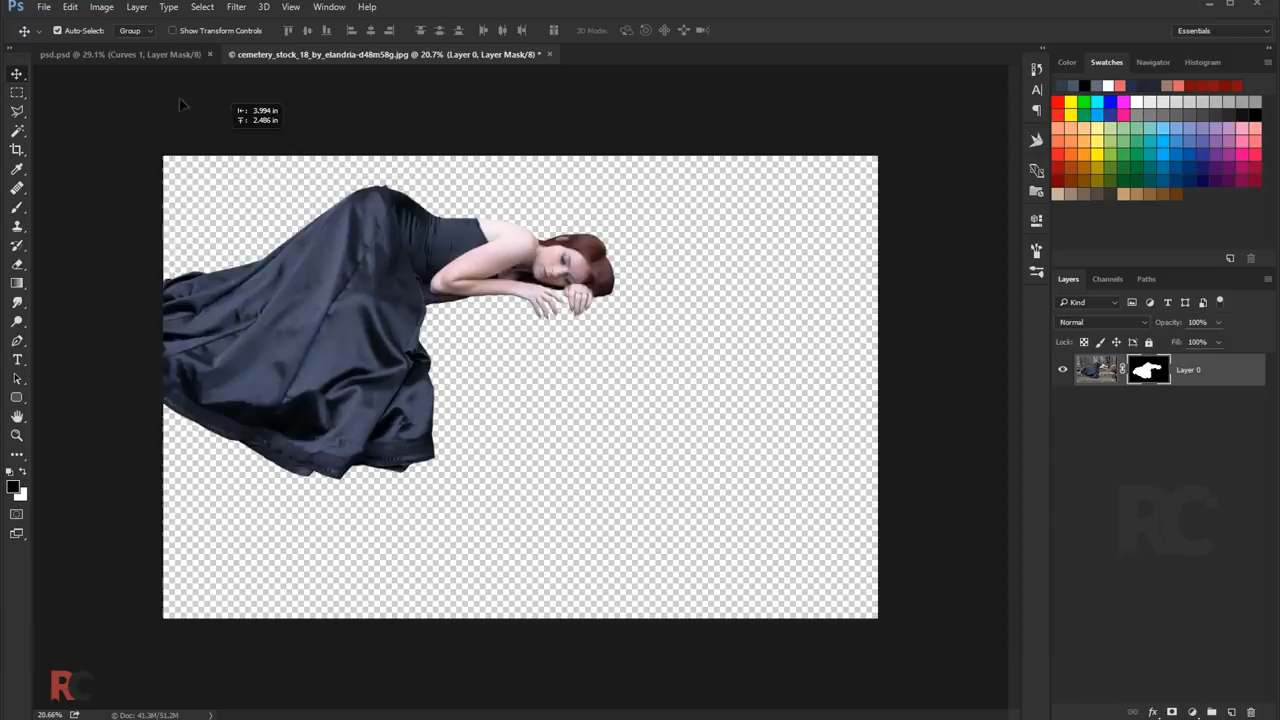 Ps File Edit Image Layer Type Select Filter 3D View Window Help
Auto-Select: Group Show Transform Controls 3D Mode: Essentials
psd.psd @ 29.1% (Curves 1, Layer Mask/8) × © cemetery_stock_18_by_elandria-d48m58g.jpg @ 20.7% (Layer 0, Layer Mask/8) * ×
Color Swatches Navigator Histogram
3.994 in
2.486 in
Layers Channels Paths
Kind
Normal Opacity: 100%
Lock: Fill: 100%
Layer 0
RC
RC
20.66% Doc: 41.3M/51.2M
fx